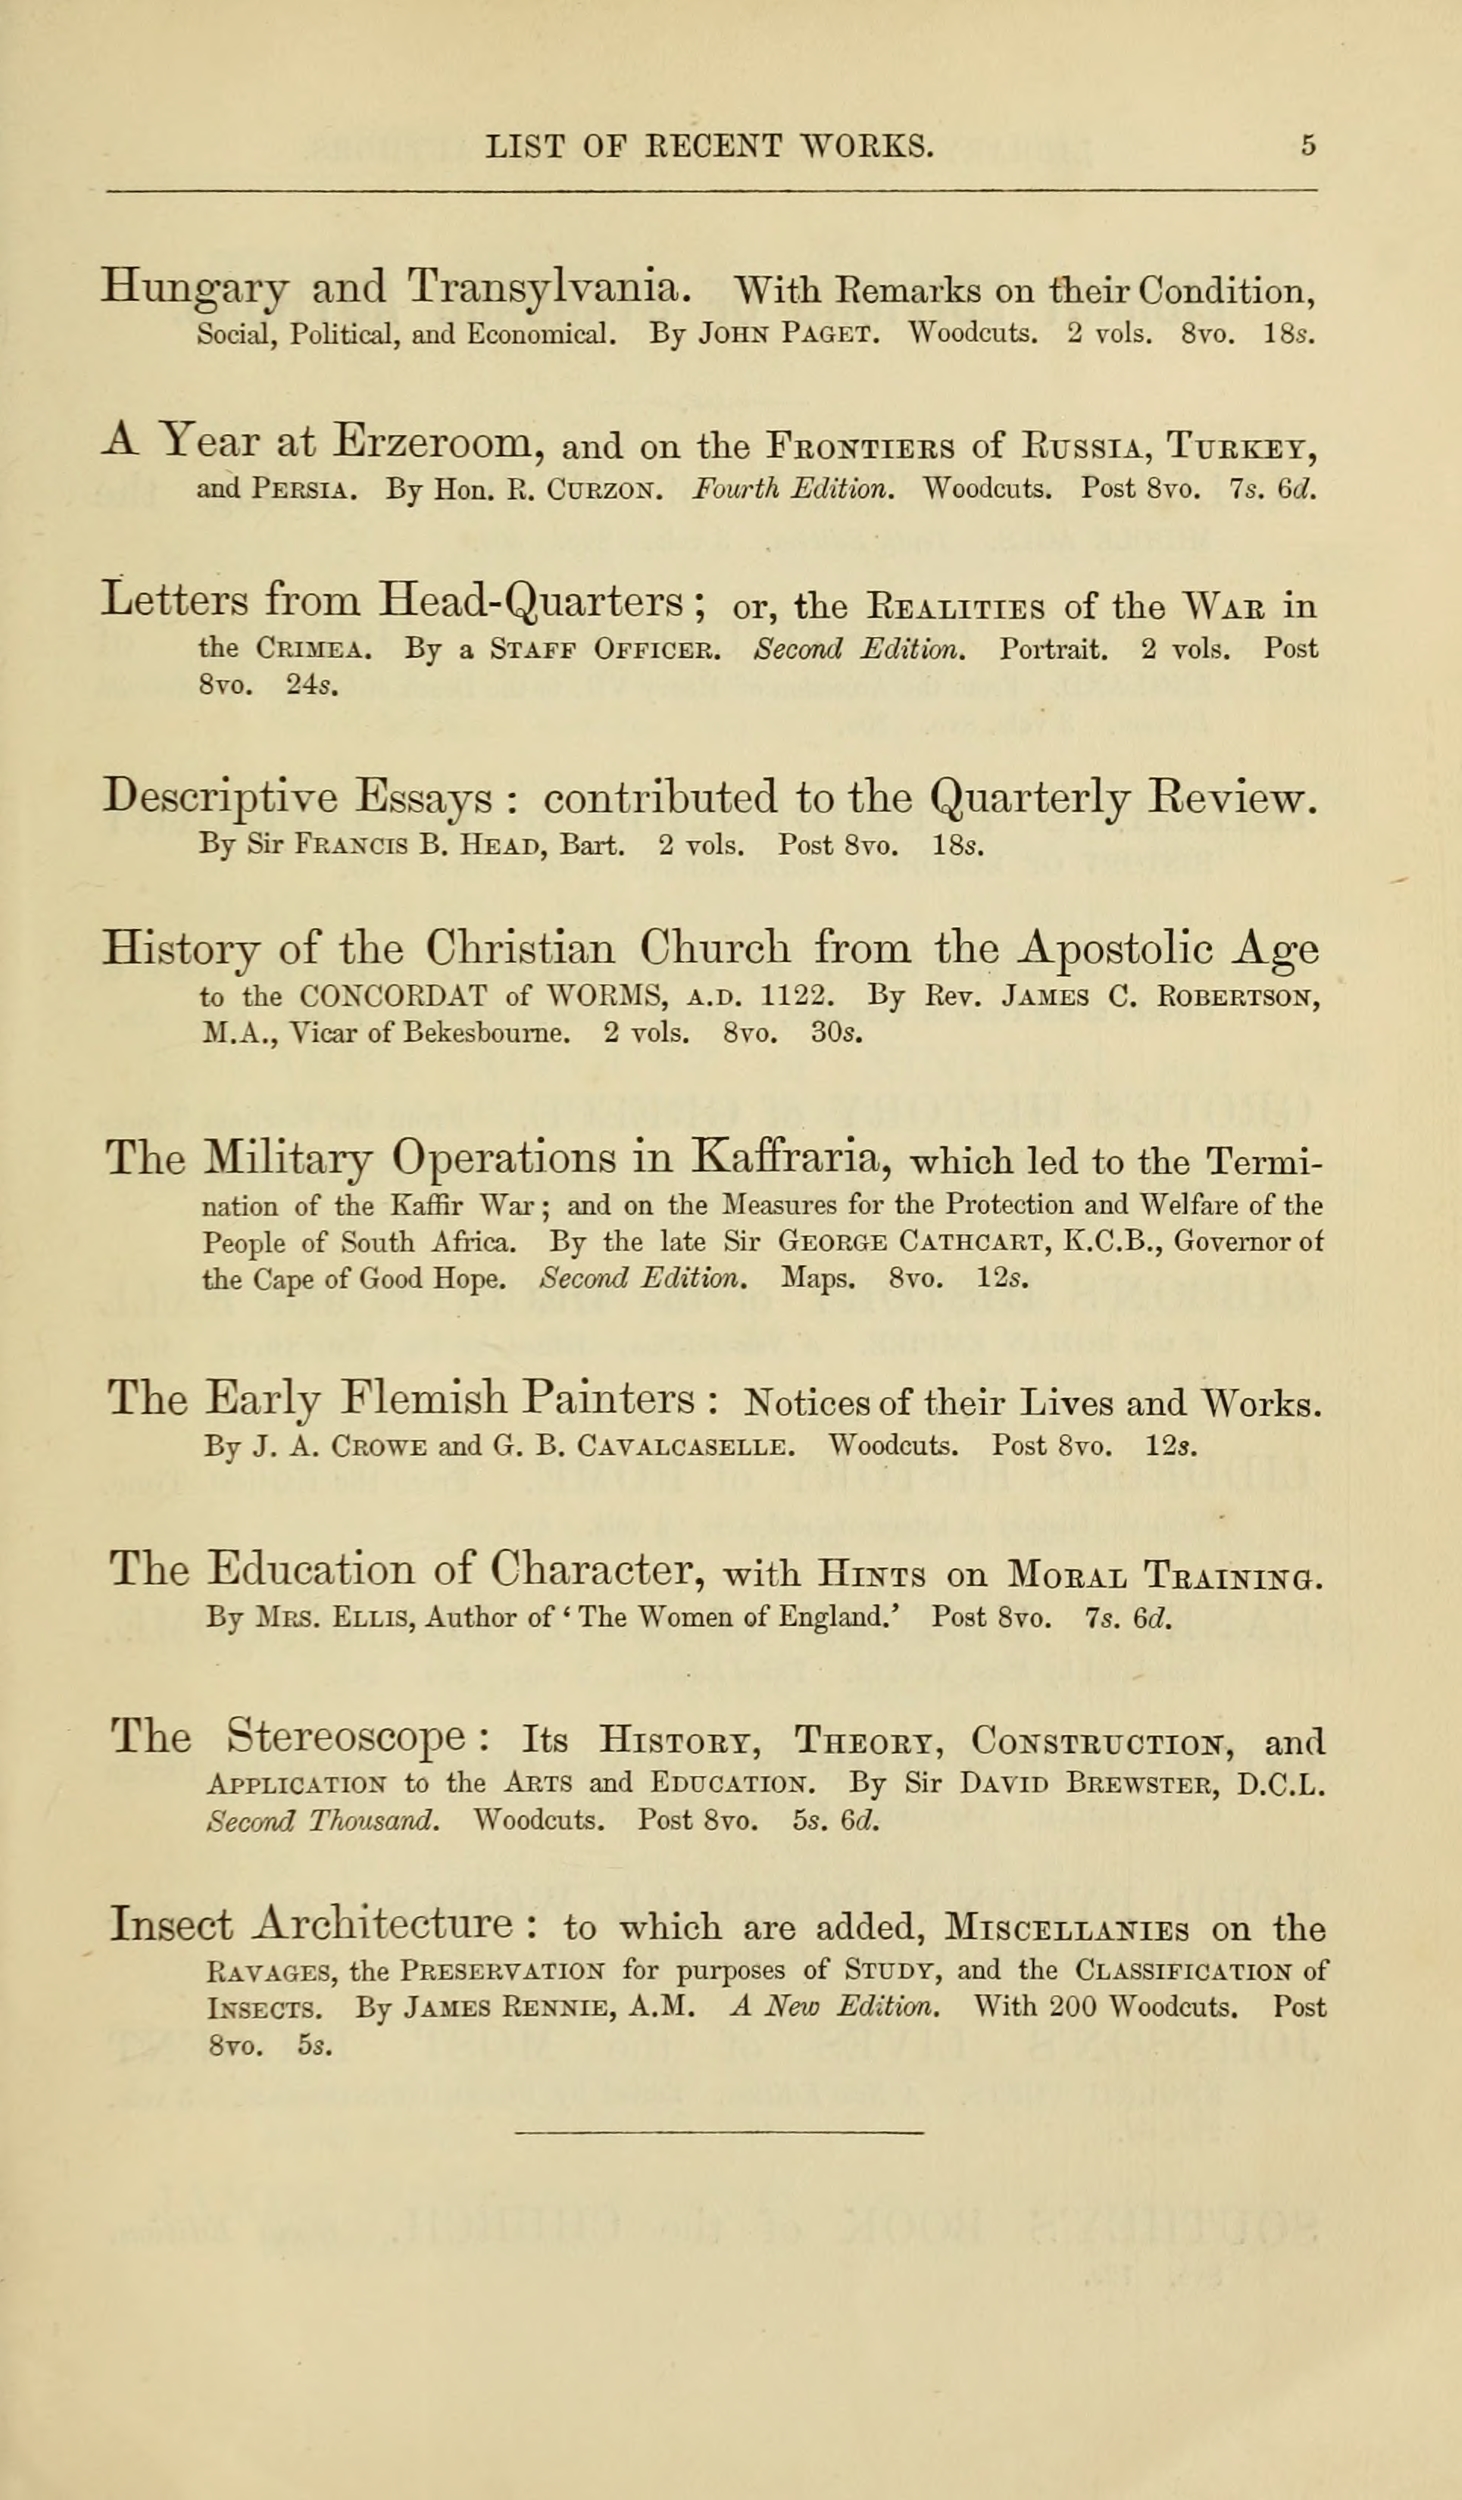 LIST OF RECENT WORKS. 5
Hungary and Transylvania. With Remarks on their Condition,
Social, Political, and Economical. By JOHN PAGET. Woodcuts. 2 vols. 8vo. 18s.
A Year at Erzeroom, and on the FRONTIERS of RUSSIA, TURKEY,
and PERSIA. By Hon. R. CURZON. Fourth Edition. Woodcuts. Post 8vo. 7s. 6d.
Letters from Head-Quarters; or, the REALITIES of the WAR in
the CRIMEA. By a STAFF OFFICER. Second Edition. Portrait. 2 vols. Post
8vo. 24s.
Descriptive Essays: contributed to the Quarterly Review.
By Sir FRANCIS B. HEAD, Bart. 2 vols. Post 8vo. 18s.
History of the Christian Church from the Apostolic Age
to the CONCORDAT of WORMS, A.D. 1122. By Rev. JAMES C. ROBERTSON,
M.A., Vicar of Bekesbourne. 2 vols. 8vo. 30s.
The Military Operations in Kaffraria, which led to the Termi-
nation of the Kaffir War; and on the Measures for the Protection and Welfare of the
People of South Africa. By the late Sir GEORGE CATHCART, K.C.B., Governor of
the Cape of Good Hope. Second Edition. Maps. 8vo. 12s.
The Early Flemish Painters: Notices of their Lives and Works.
By J. A. CROWE and G. B. CAVALCASELLE. Woodcuts. Post 8vo. 12s.
The Education of Character, with HINTS on MORAL TRAINING.
By MRS. ELLIS, Author of ‘The Women of England.’ Post 8vo. 7s. 6d.
The Stereoscope: Its HISTORY, THEORY, CONSTRUCTION, and
APPLICATION to the ARTS and EDUCATION. By Sir DAVID BREWSTER, D.C.L.
Second Thousand. Woodcuts. Post 8vo. 5s. 6d.
Insect Architecture: to which are added, MISCELLANIES on the
RAVAGES, the PRESERVATION for purposes of STUDY, and the CLASSIFICATION of
INSECTS. By JAMES RENNIE, A.M. A New Edition. With 200 Woodcuts. Post
8vo. 5s.